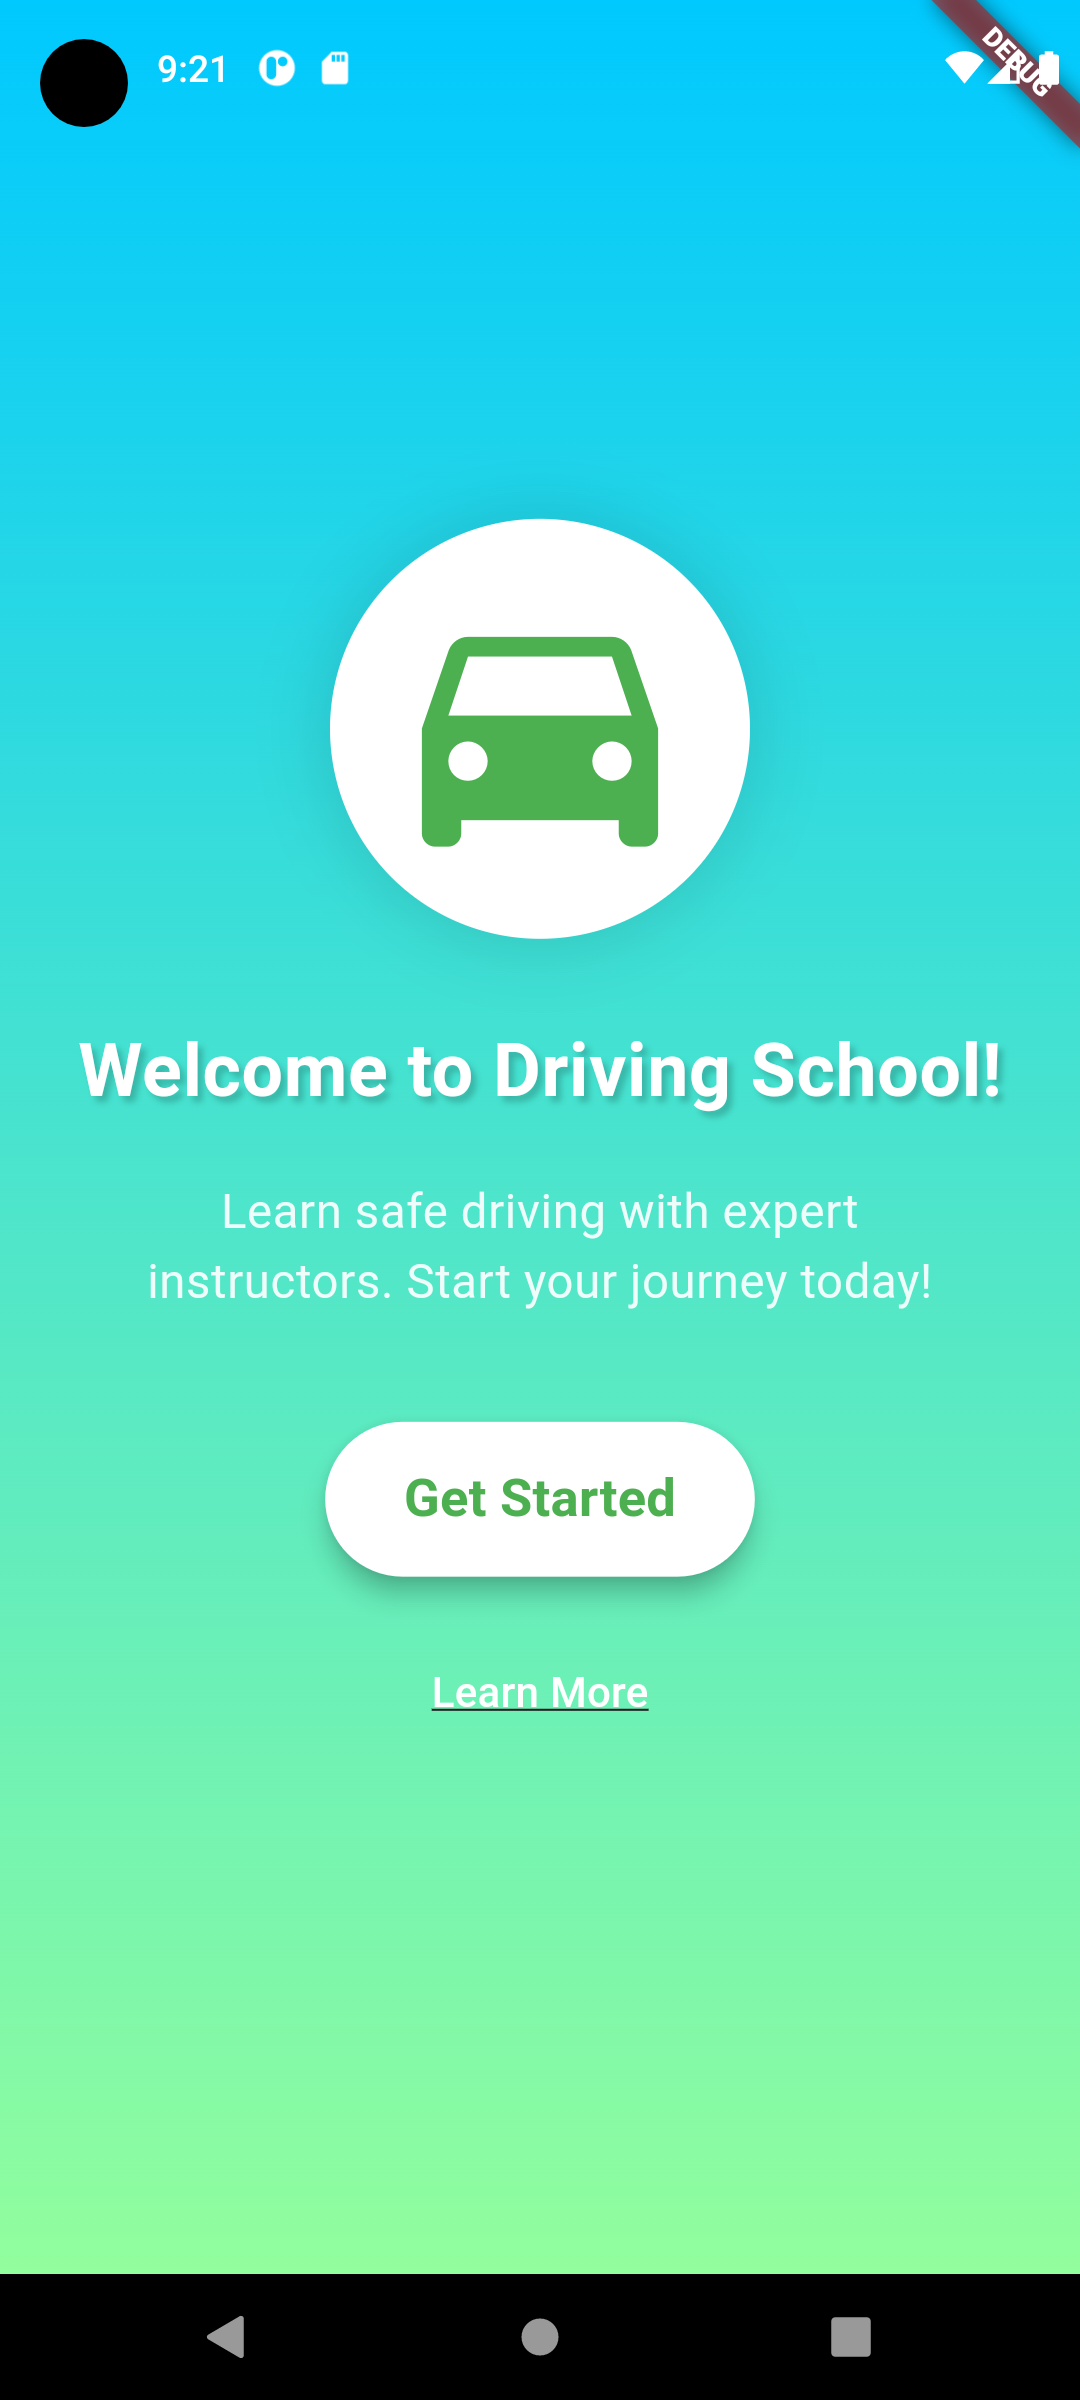 9:21
DEBUG
Welcome to Driving School!
Learn safe driving with expert
instructors. Start your journey today!
Get Started
Learn More